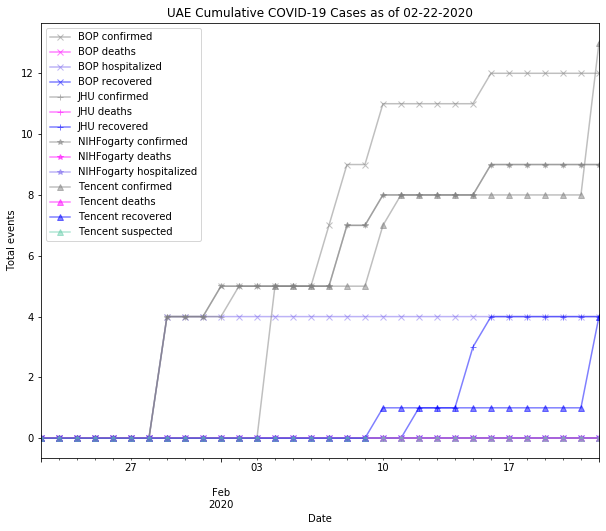 UAE Cumulative COVID-19 Cases as of 02-22-2020
BOP confirmed
BOP deaths
BOP hospitalized
BOP recovered
JHU confirmed
JHU deaths
JHU recovered
NIHFogarty confirmed
NIHFogarty deaths
NIHFogarty hospitalized
Tencent confirmed
Tencent deaths
Tencent recovered
Tencent suspected
Total events
12
10
8
6
4
2
0
27
03
10
17
Feb
2020
Date